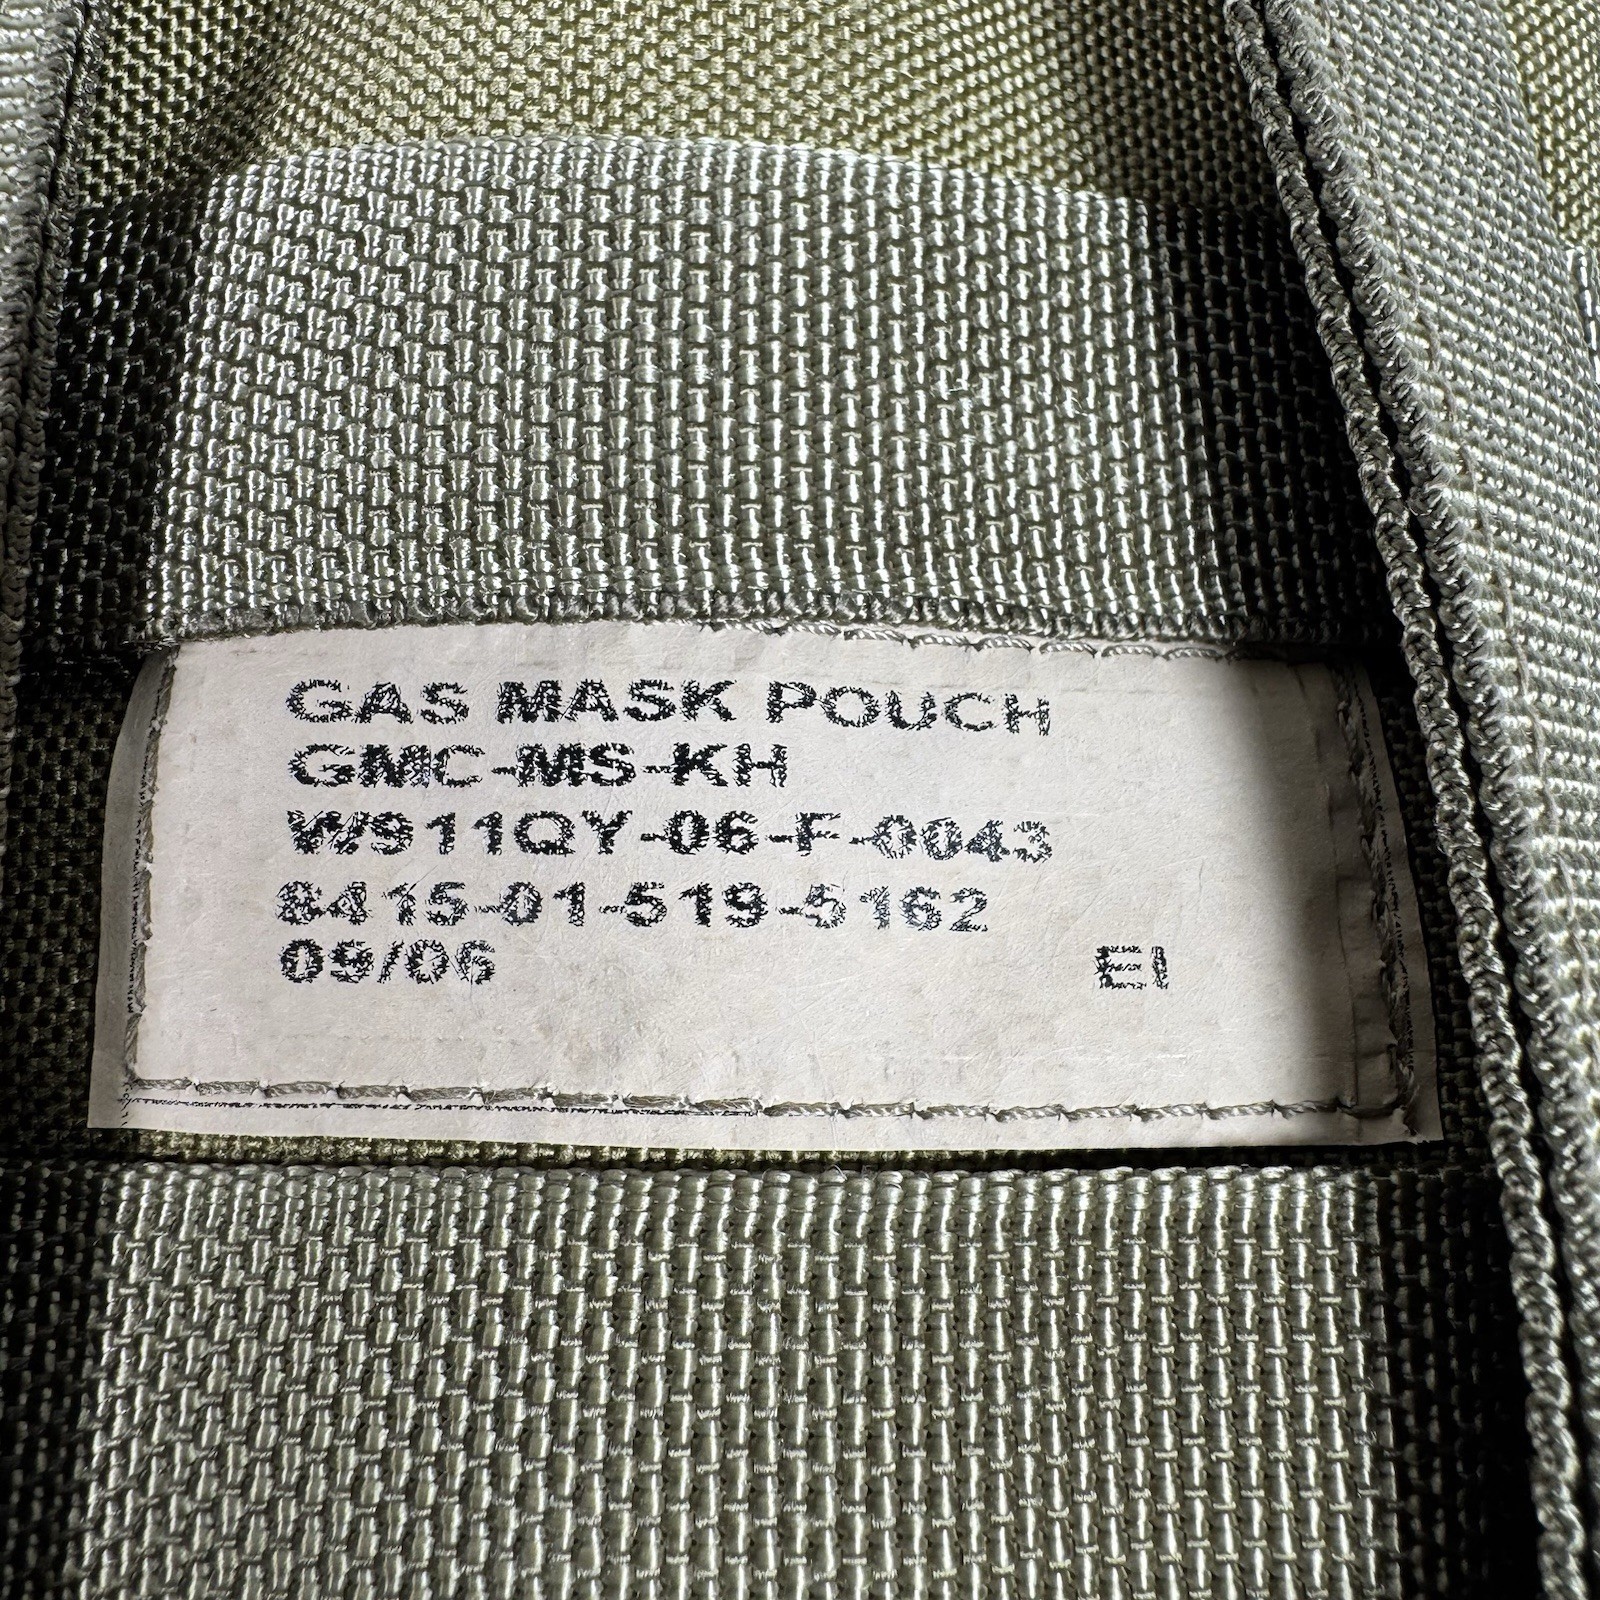 GAS MASK POUCH
GMC-MS-KH
W911QY-06-F-0043
8415-01-519-5162
09/06 EI